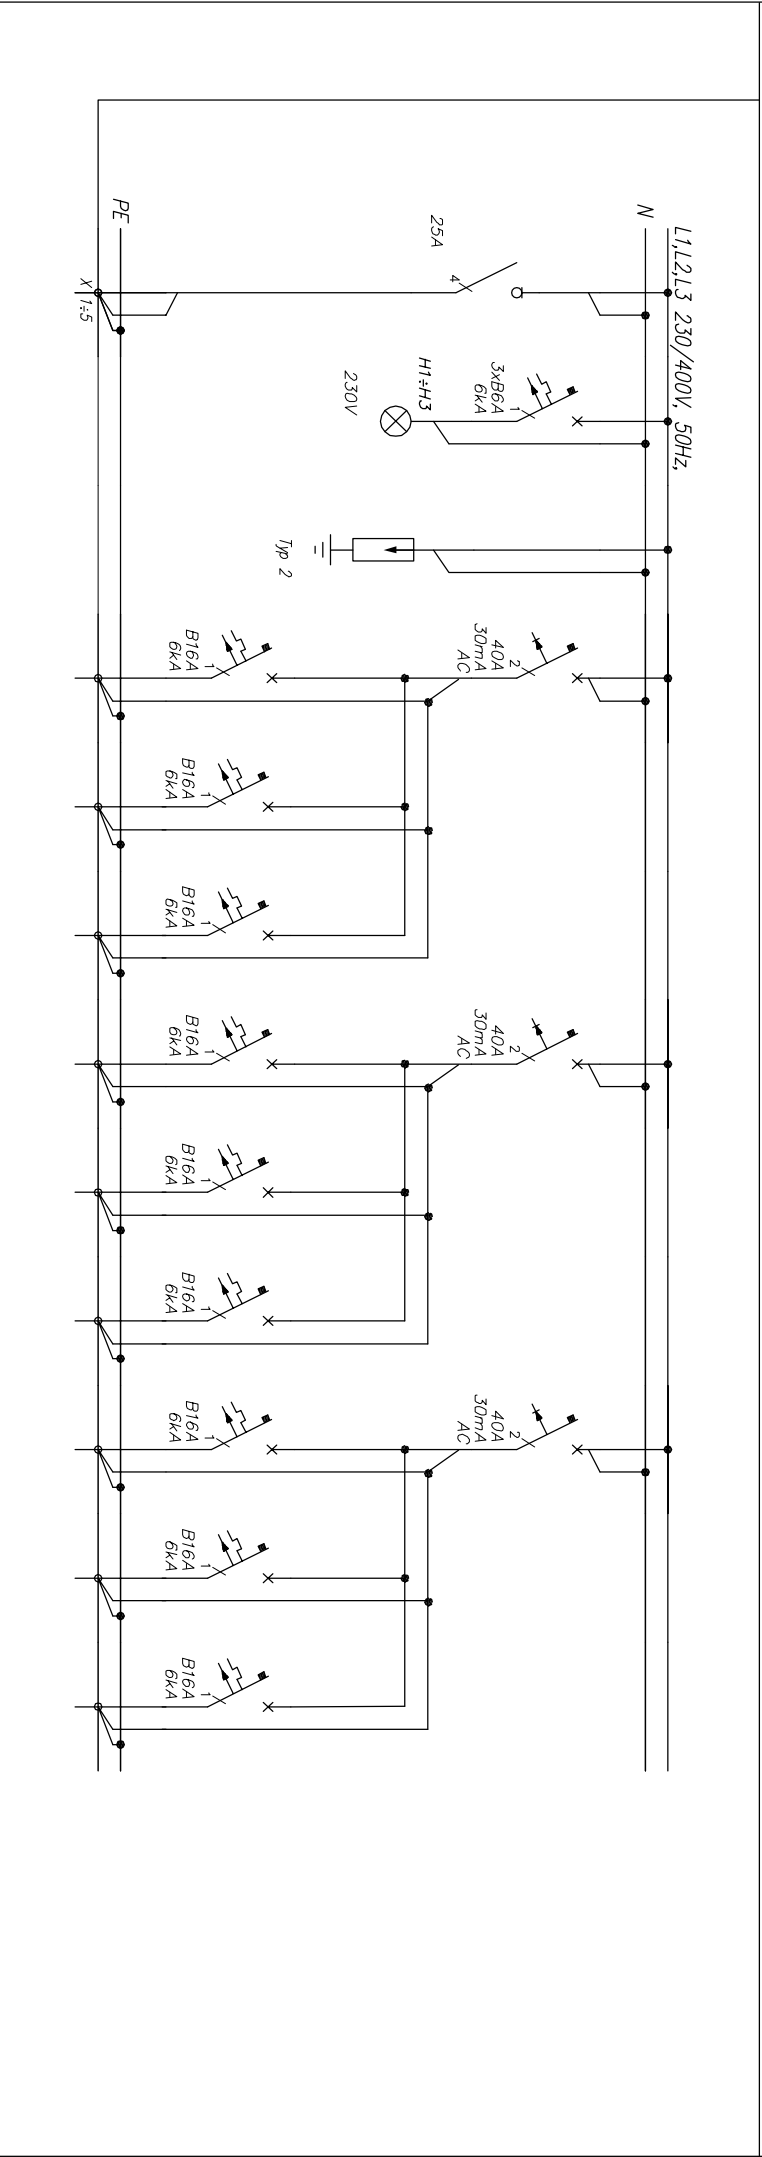 L1,L2,L3 230/400V, 50Hz,
N
25A
4
PE
X 1÷5
3xB6A
6kA
1
H1÷H3
230V
Typ 2
40A
30mA
AC
2
B16A
6kA
1
B16A
6kA
1
B16A
6kA
1
40A
30mA
AC
2
B16A
6kA
1
B16A
6kA
1
B16A
6kA
1
40A
30mA
AC
2
B16A
6kA
1
B16A
6kA
1
B16A
6kA
1